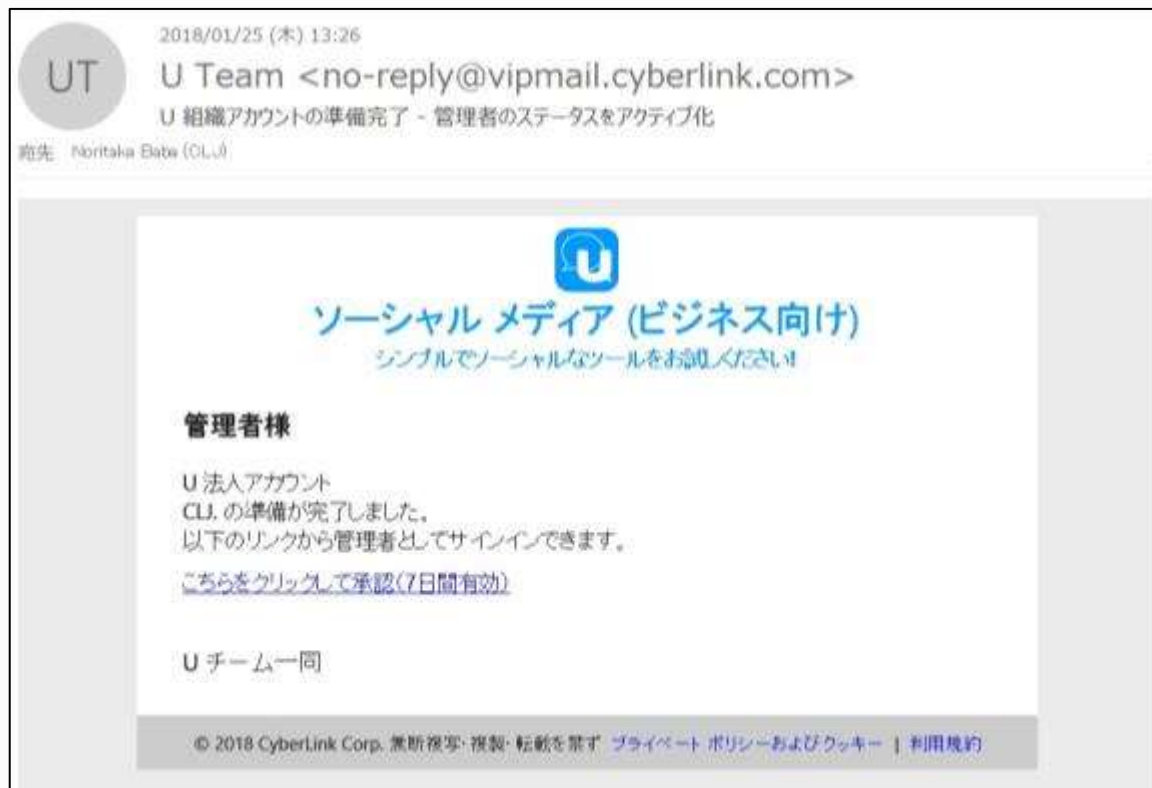 2018/01/25 (木) 13:26
UT
U Team <no-reply@vipmail.cyberlink.com>
U 組織アカウントの準備完了 - 管理者のステータスをアクティブ化
宛先 Noritaka Baba (CLJ)
U
ソーシャル メディア (ビジネス向け)
シンプルでソーシャルなツールをお試しください!
管理者様
U 法人アカウント
CLJ. の準備が完了しました。
以下のリンクから管理者としてサインインできます。
こちらをクリックして承認(7日間有効)
U チーム一同
© 2018 CyberLink Corp. 無断複写・複製・転載を禁ず プライベート ポリシーおよびクッキー | 利用規約